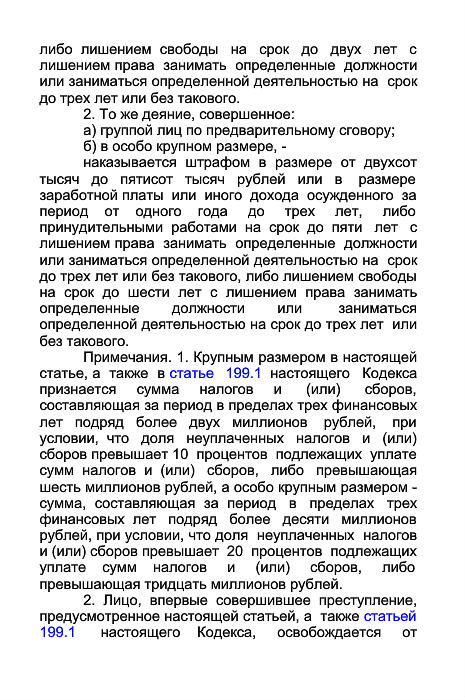 либо лишением свободы на срок до двух лет с
лишением права занимать определенные должности
или заниматься определенной деятельностью на срок
до трех лет или без такового.
2. То же деяние, совершенное:
а) группой лиц по предварительному сговору;
б) в особо крупном размере, -
наказывается штрафом в размере от двухсот
тысяч до пятисот тысяч рублей или в размере
заработной платы или иного дохода осужденного за
период от одного года до трех лет, либо
принудительными работами на срок до пяти лет с
лишением права занимать определенные должности
или заниматься определенной деятельностью на срок
до трех лет или без такового, либо лишением свободы
на срок до шести лет с лишением права занимать
определенные должности или заниматься
определенной деятельностью на срок до трех лет или
без такового.
Примечания. 1. Крупным размером в настоящей
статье, а также в статье 199.1 настоящего Кодекса
признается сумма налогов и (или) сборов,
составляющая за период в пределах трех финансовых
лет подряд более двух миллионов рублей, при
условии, что доля неуплаченных налогов и (или)
сборов превышает 10 процентов подлежащих уплате
сумм налогов и (или) сборов, либо превышающая
шесть миллионов рублей, а особо крупным размером -
сумма, составляющая за период в пределах трех
финансовых лет подряд более десяти миллионов
рублей, при условии, что доля неуплаченных налогов
и (или) сборов превышает 20 процентов подлежащих
уплате сумм налогов и (или) сборов, либо
превышающая тридцать миллионов рублей.
2. Лицо, впервые совершившее преступление,
предусмотренное настоящей статьей, а также статьей
199.1 настоящего Кодекса, освобождается от